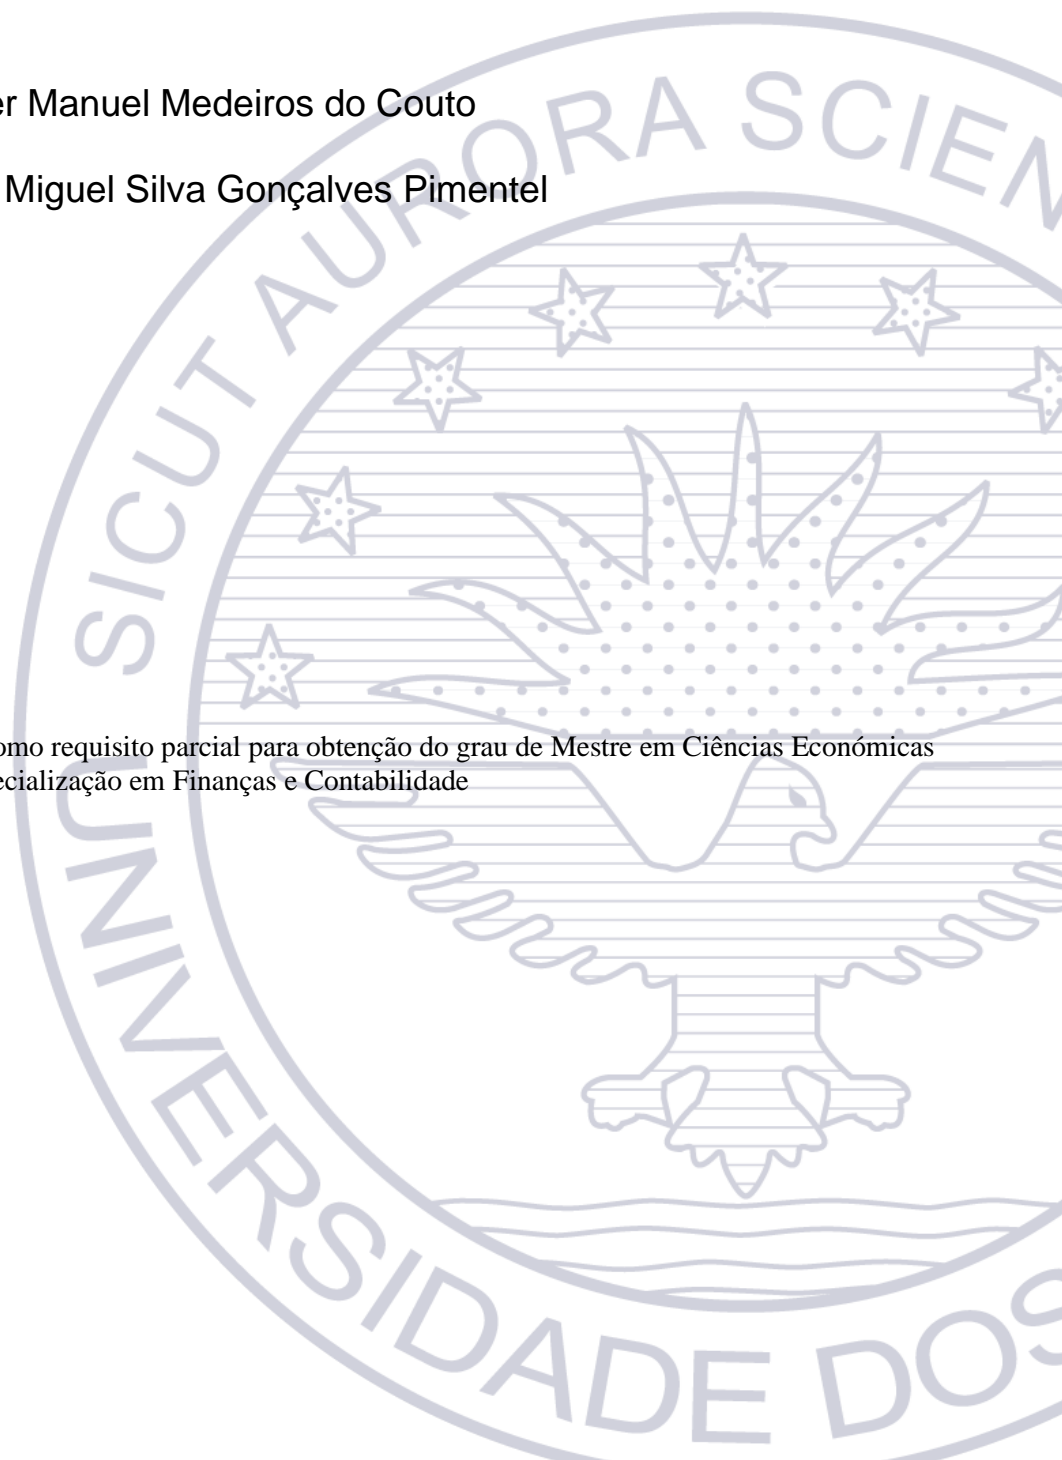 er Manuel Medeiros do Couto
Miguel Silva Gonçalves Pimentel
omo requisito parcial para obtenção do grau de Mestre em Ciências Económicas
ecialização em Finanças e Contabilidade
SICUT AURORA SCIEN
UNIVERSIDADE DOS